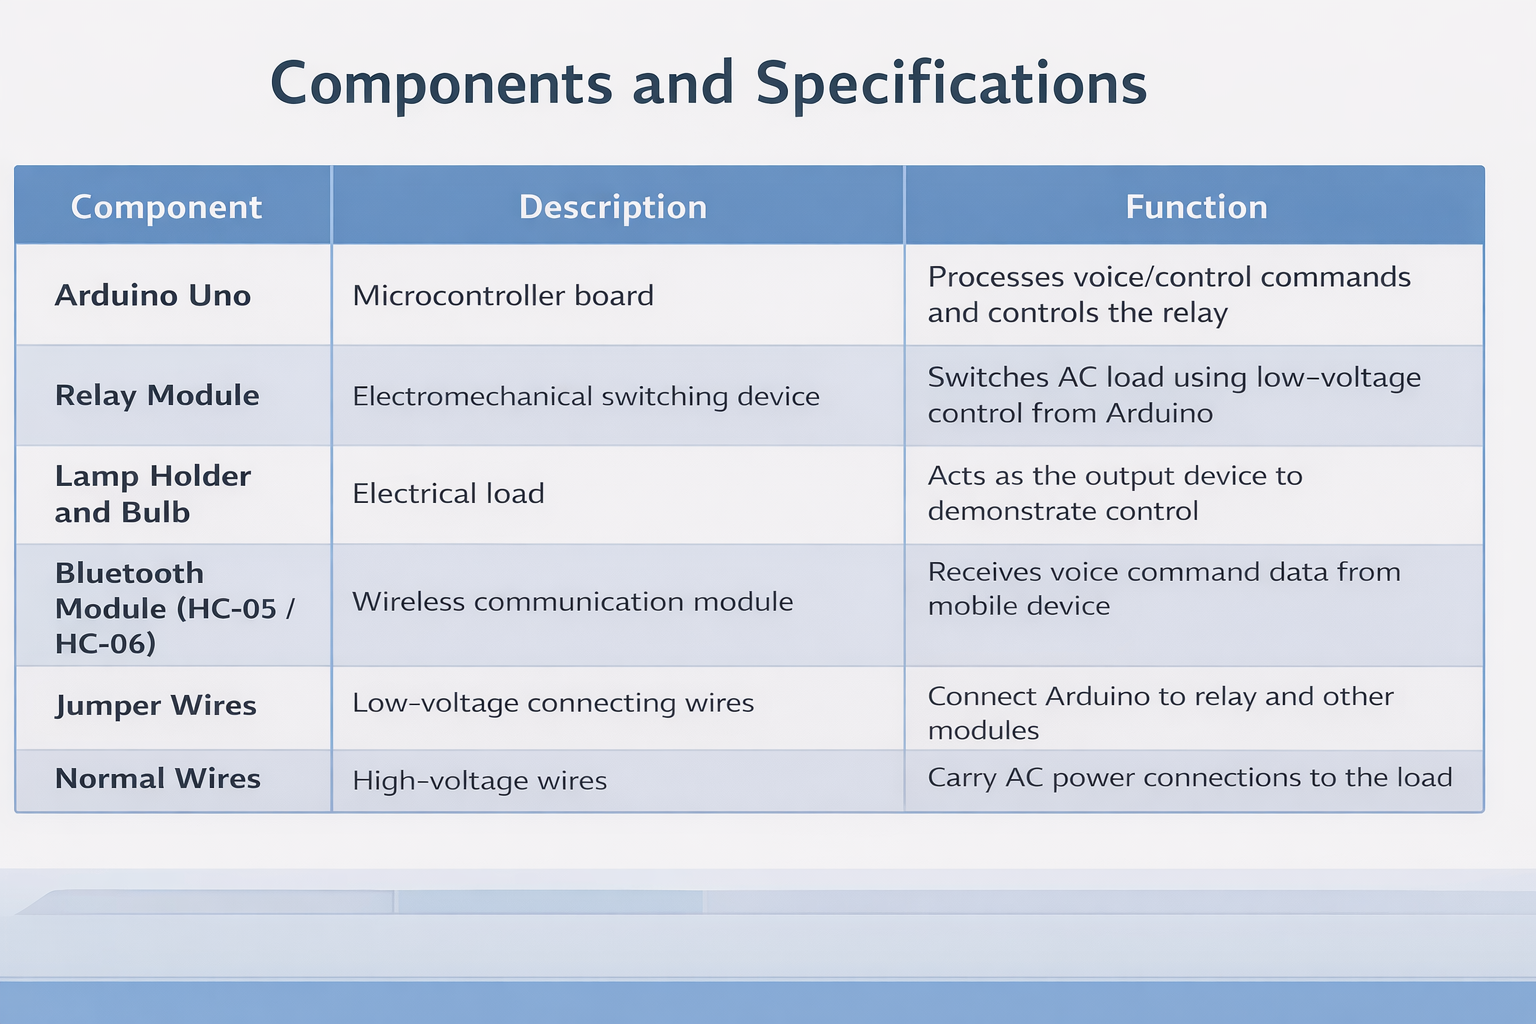 Components and Specifications
Component Description Function
Arduino Uno Microcontroller board Processes voice/control commands
and controls the relay
Relay Module Electromechanical switching device Switches AC load using low-voltage
control from Arduino
Lamp Holder
and Bulb Electrical load Acts as the output device to
demonstrate control
Bluetooth
Module (HC-05 /
HC-06) Wireless communication module Receives voice command data from
mobile device
Jumper Wires Low-voltage connecting wires Connect Arduino to relay and other
modules
Normal Wires High-voltage wires Carry AC power connections to the load